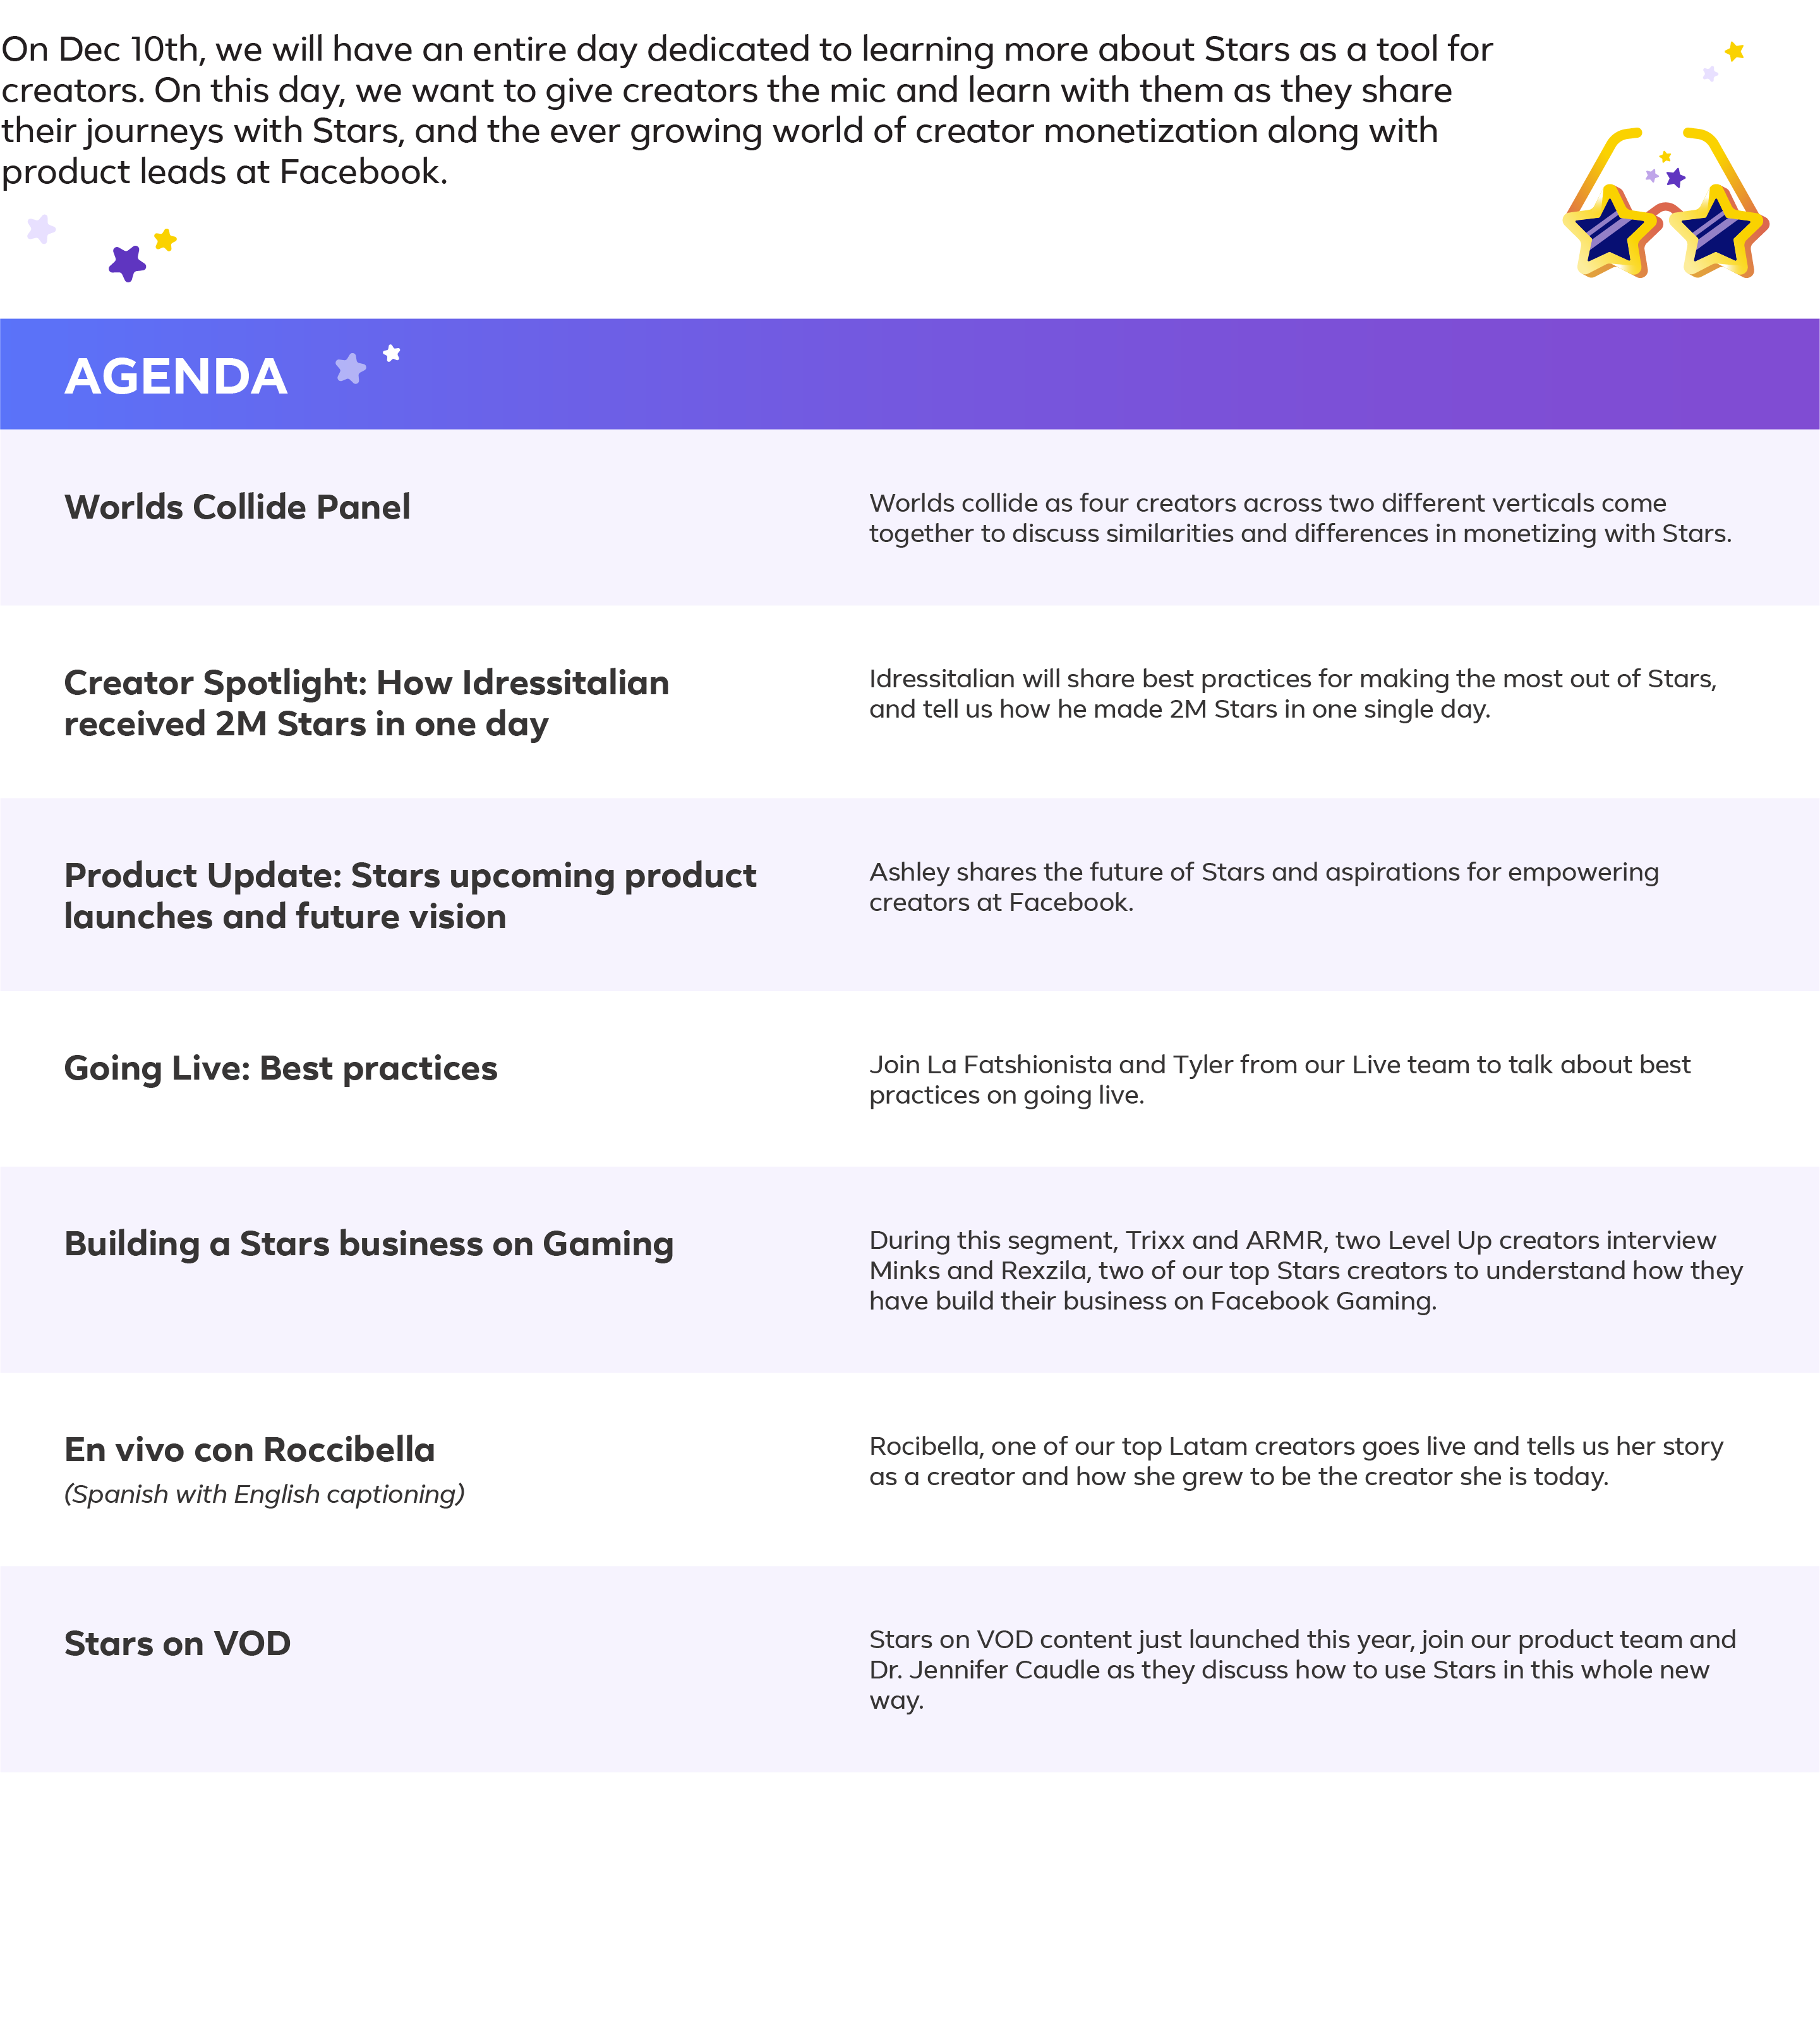 On Dec 10th, we will have an entire day dedicated to learning more about Stars as a tool for
creators. On this day, we want to give creators the mic and learn with them as they share
their journeys with Stars, and the ever growing world of creator monetization along with
product leads at Facebook.
AGENDA
Worlds Collide Panel
Worlds collide as four creators across two different verticals come
together to discuss similarities and differences in monetizing with Stars.
Creator Spotlight: How Idressitalian
received 2M Stars in one day
Idressitalian will share best practices for making the most out of Stars,
and tell us how he made 2M Stars in one single day.
Product Update: Stars upcoming product
launches and future vision
Ashley shares the future of Stars and aspirations for empowering
creators at Facebook.
Going Live: Best practices
Join La Fatshionista and Tyler from our Live team to talk about best
practices on going live.
Building a Stars business on Gaming
During this segment, Trixx and ARMR, two Level Up creators interview
Minks and Rexzila, two of our top Stars creators to understand how they
have build their business on Facebook Gaming.
En vivo con Roccibella
(Spanish with English captioning)
Rocibella, one of our top Latam creators goes live and tells us her story
as a creator and how she grew to be the creator she is today.
Stars on VOD
Stars on VOD content just launched this year, join our product team and
Dr. Jennifer Caudle as they discuss how to use Stars in this whole new
way.